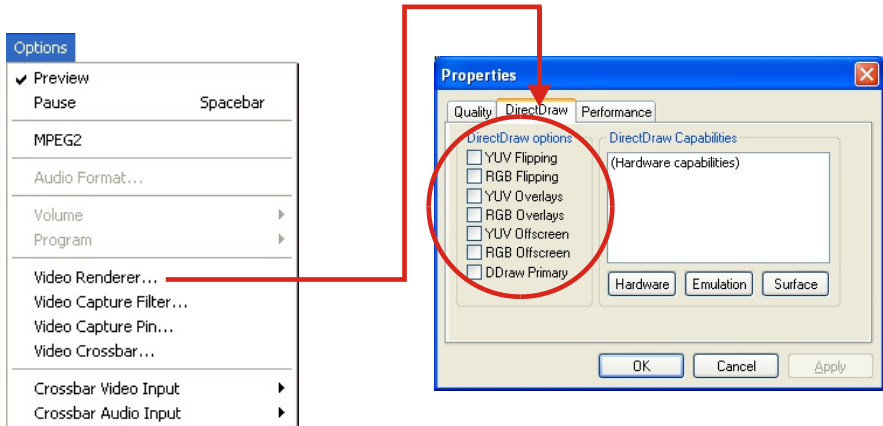 Options
Preview
Pause Spacebar
MPEG2
Audio Format...
Volume
Program
Video Renderer...
Video Capture Filter...
Video Capture Pin...
Video Crossbar...
Crossbar Video Input
Crossbar Audio Input
Properties
Quality DirectDraw Performance
DirectDraw options
YUV Flipping
RGB Flipping
YUV Overlays
RGB Overlays
YUV Offscreen
RGB Offscreen
DDraw Primary
DirectDraw Capabilities
(Hardware capabilities)
Hardware Emulation Surface
OK Cancel Apply